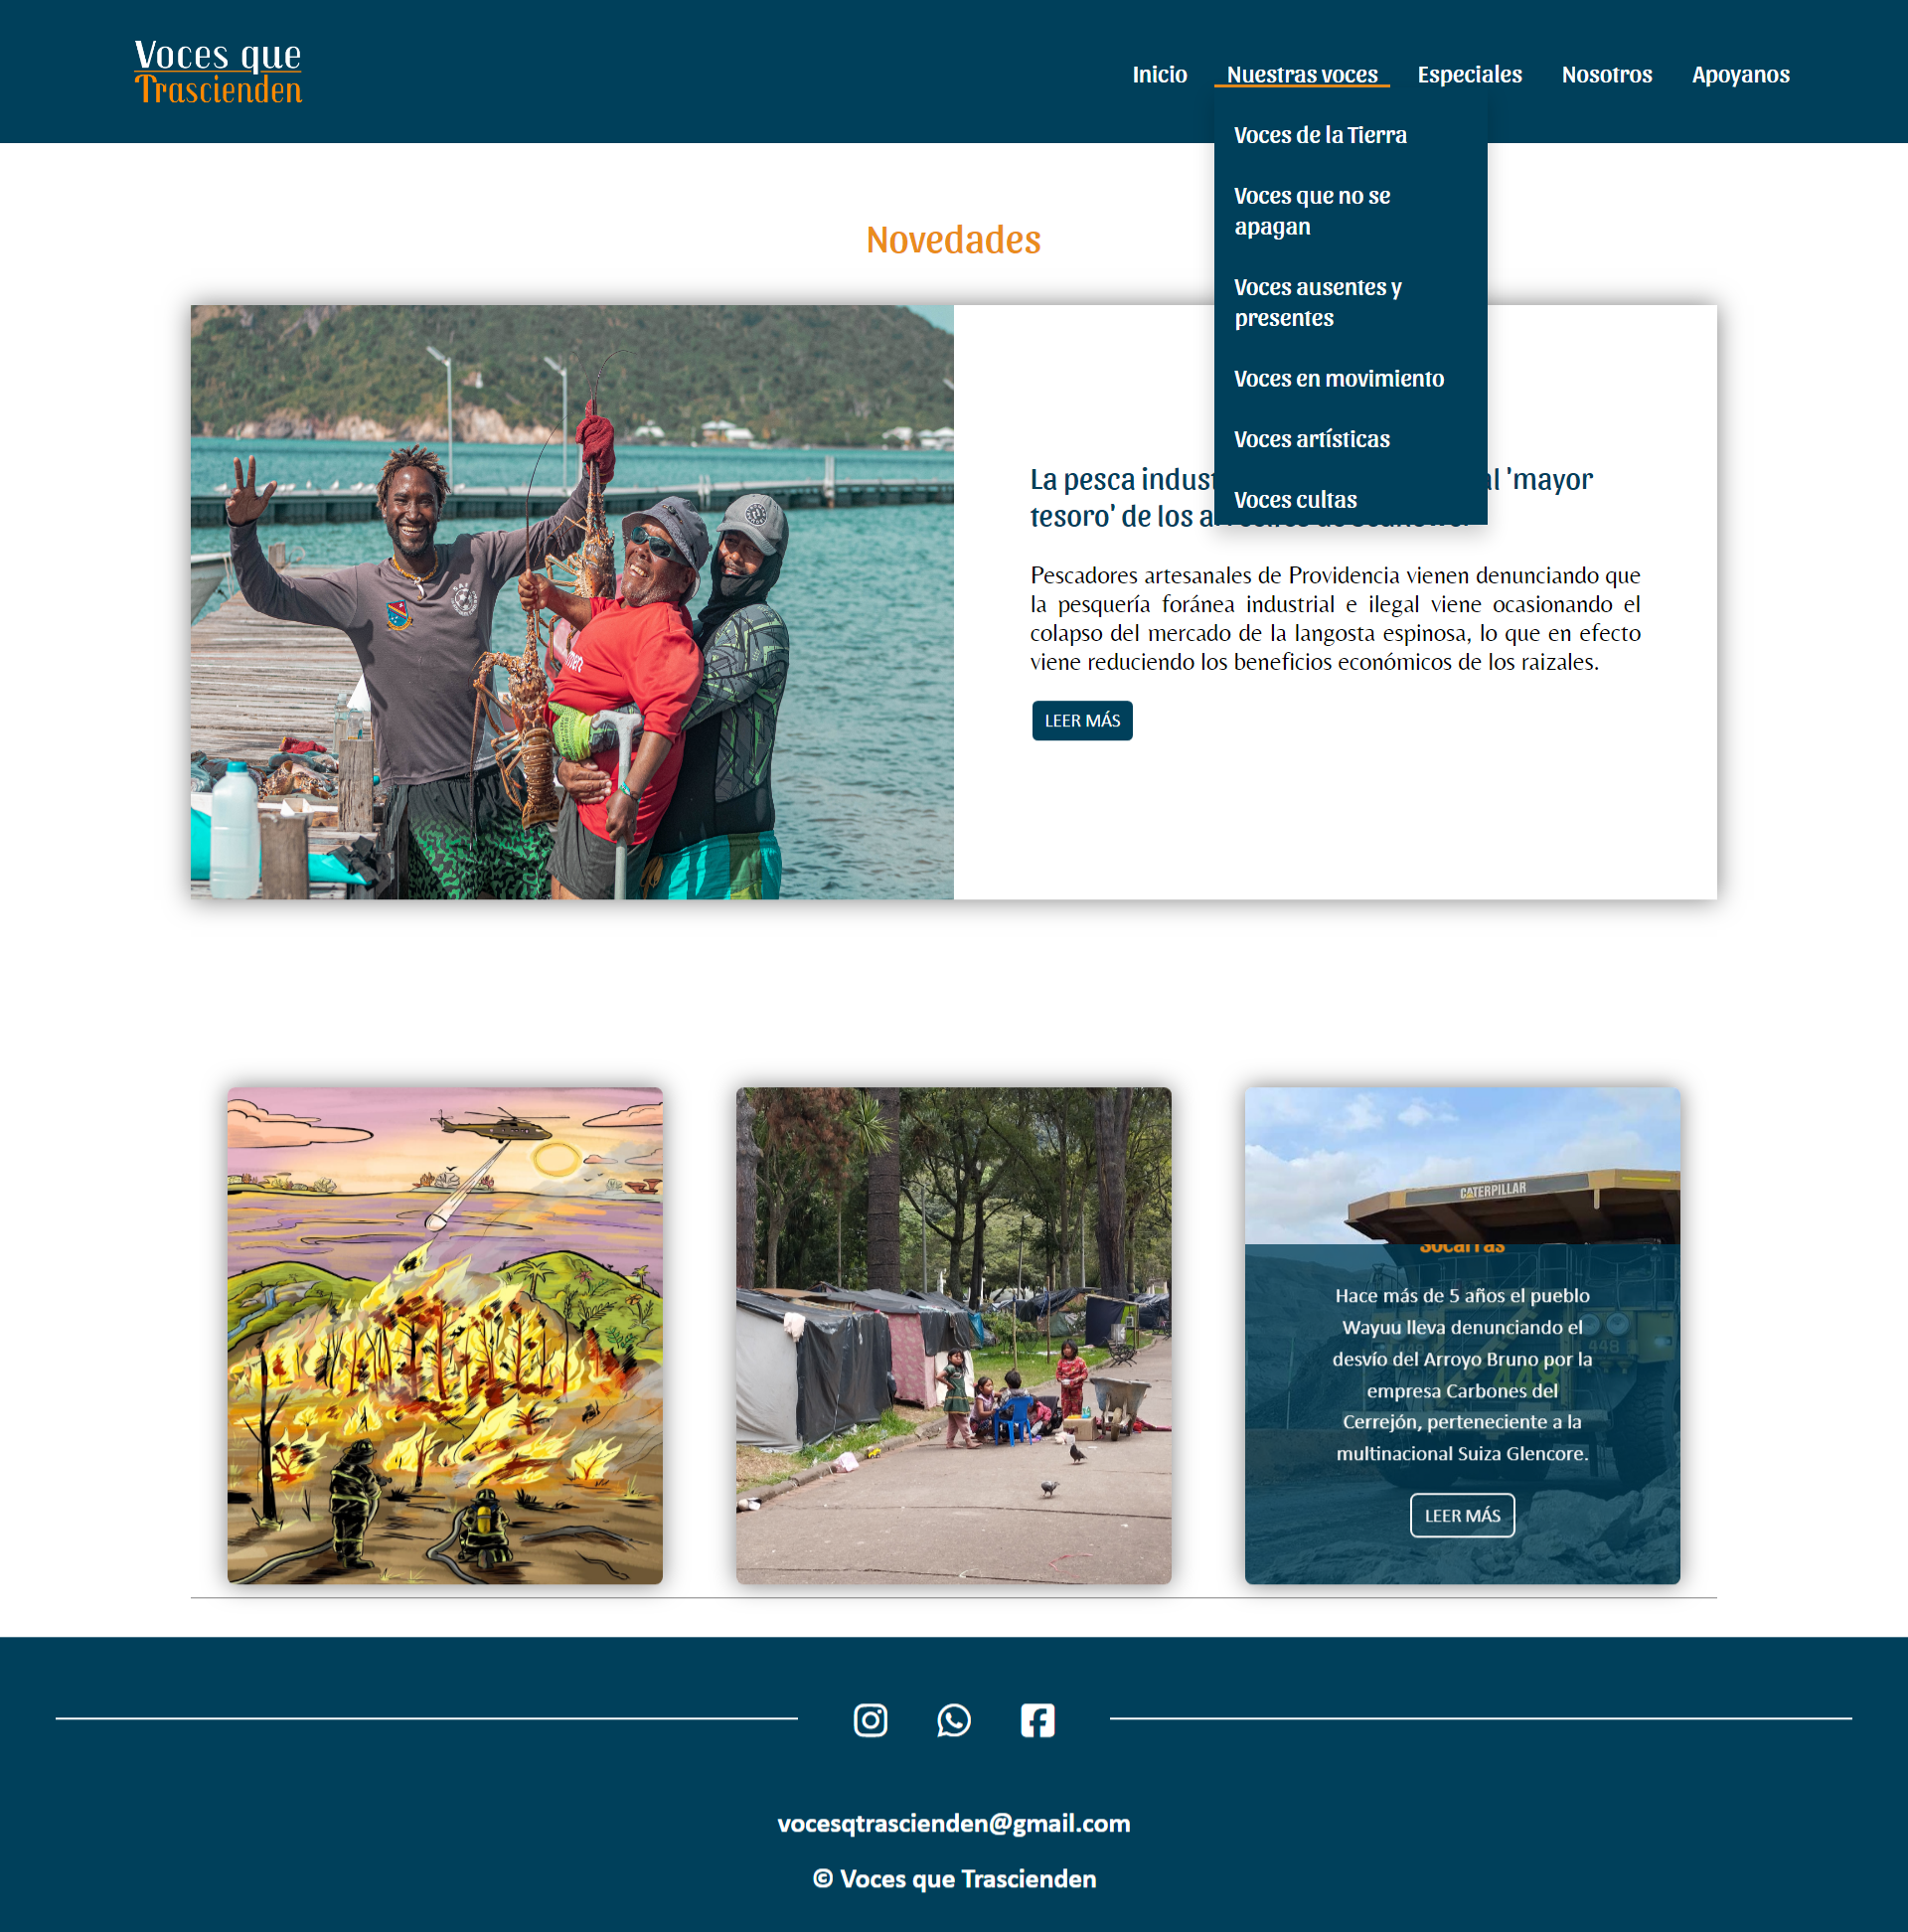 Voces que
Trascienden
Inicio
Nuestras voces
Especiales
Nosotros
Apoyanos
Voces de la Tierra
Voces que no se
apagan
Voces ausentes y
presentes
Voces en movimiento
Voces artísticas
Voces cultas
Novedades
La pesca 'mayor
tesoro' de los
Pescadores artesanales de Providencia vienen denunciando que
la pesquería foránea industrial e ilegal viene ocasionando el
colapso del mercado de la langosta espinosa, lo que en efecto
viene reduciendo los beneficios económicos de los raizales.
LEER MÁS
CATERPILLAR
Socarras
Hace más de 5 años el pueblo
Wayuu lleva denunciando el
desvío del Arroyo Bruno por la
empresa Carbones del
Cerrejón, perteneciente a la
multinacional Suiza Glencore.
448
448
LEER MÁS
vocesqtrascienden@gmail.com
© Voces que Trascienden